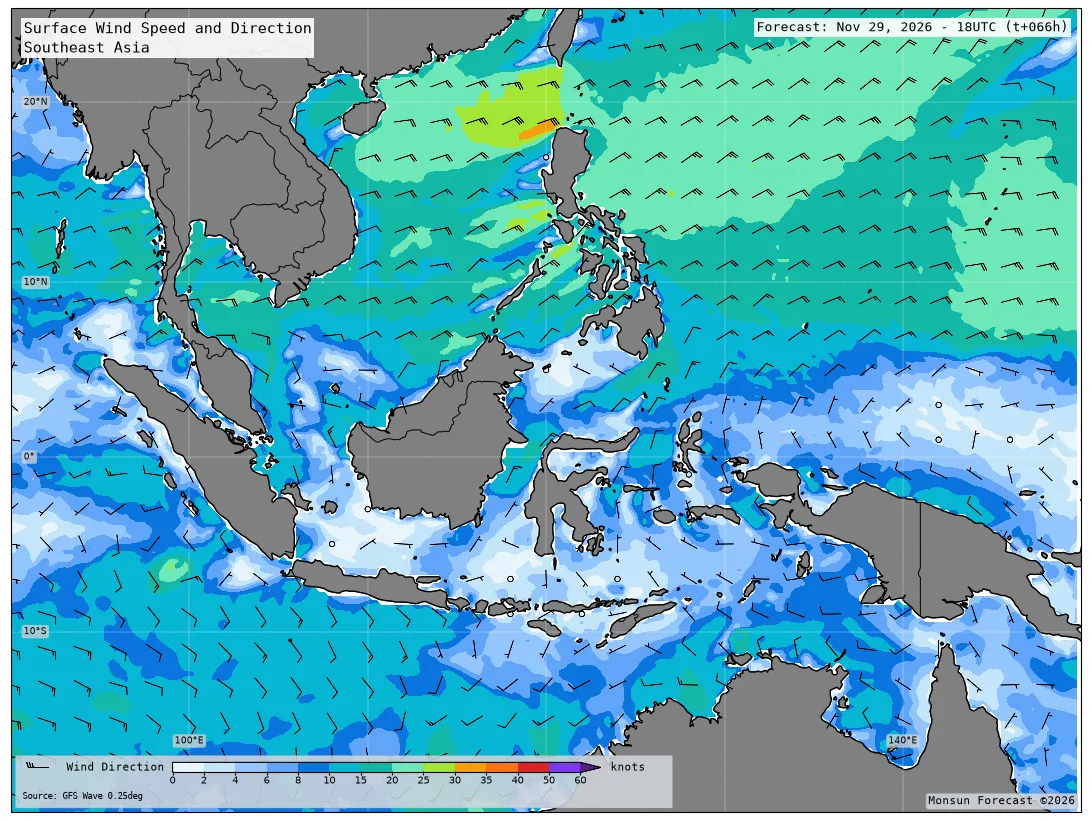 Surface Wind Speed and Direction
Southeast Asia
Forecast: Nov 29, 2026 - 18UTC (t+066h)
20°N
10°N
0°
10°S
100°E
140°E
Wind Direction
0 2 4 6 8 10 15 20 25 30 35 40 50 60
knots
Source: GFS Wave 0.25deg
Monsun Forecast ©2026